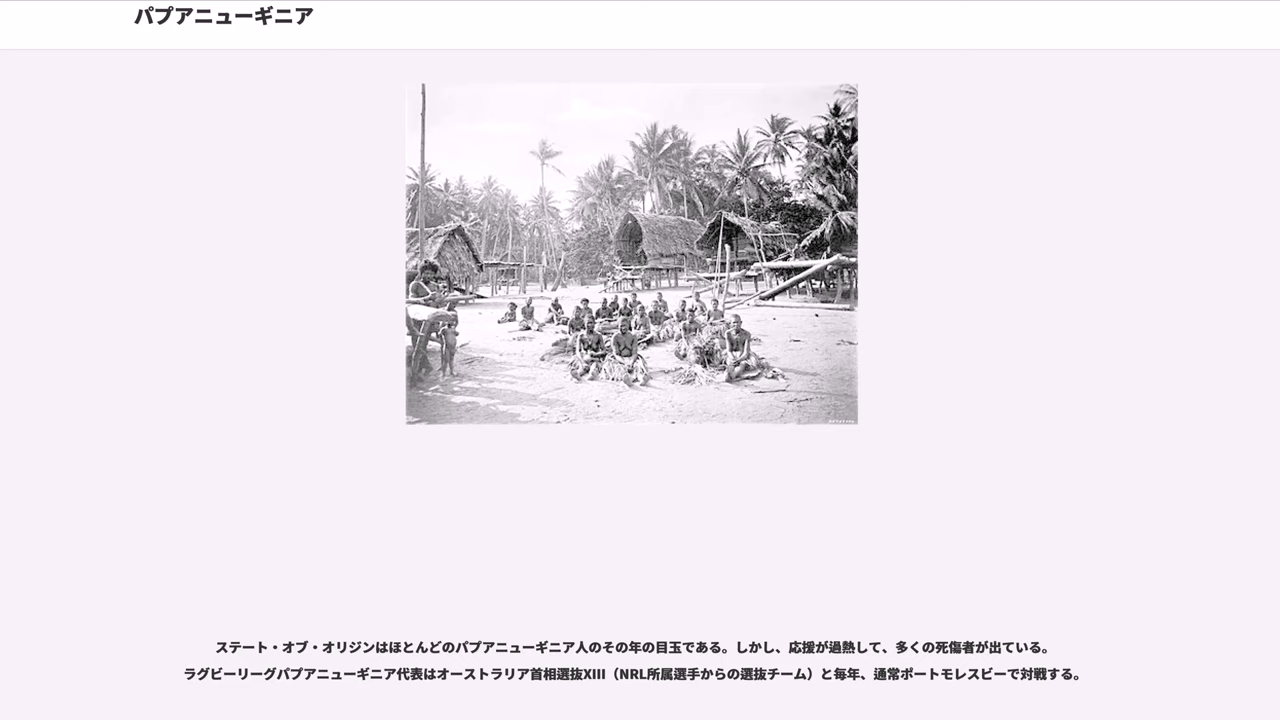 パプアニューギニア
ステート・オブ・オリジンはほとんどのパプアニューギニア人のその年の目玉である。しかし、応援が過熱して、多くの死傷者が出ている。
ラグビーリーグパプアニューギニア代表はオーストラリア首相選抜XIII（NRL所属選手からの選抜チーム）と毎年、通常ポートモレスビーで対戦する。